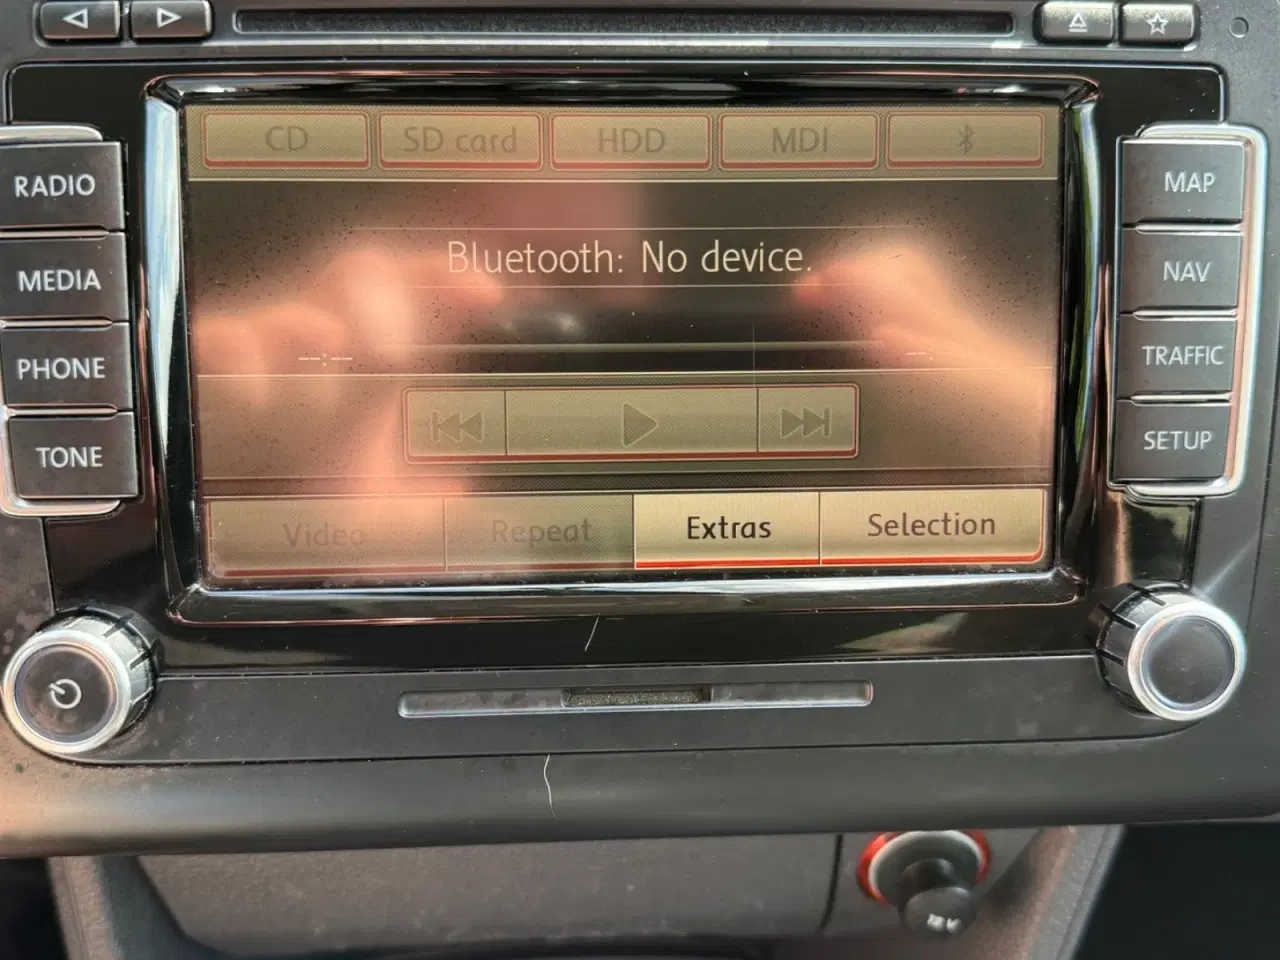 CD SD card HDD MDI
RADIO
MEDIA
PHONE
TONE
Bluetooth: No device.
--:--
--:
Video Repeat Extras Selection
MAP
NAV
TRAFFIC
SETUP
12 V